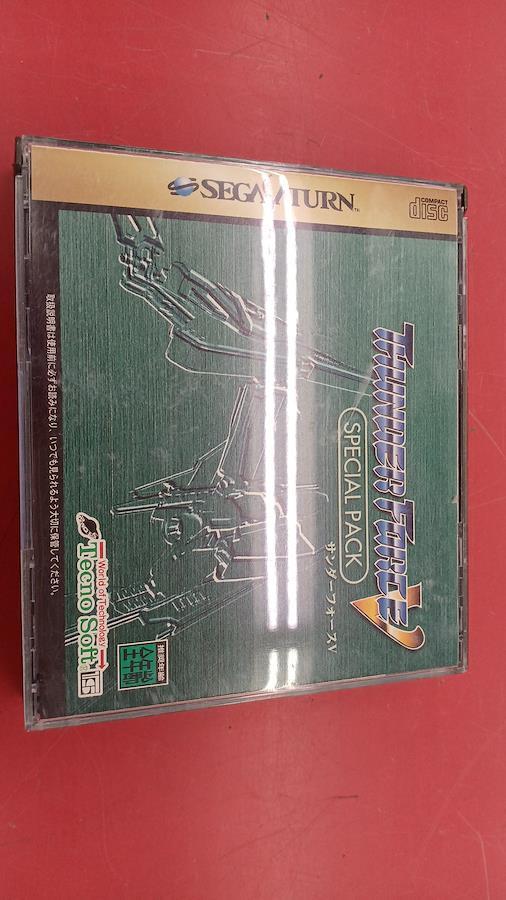 SEGA SATURN™
COMPACT
disc
THUNDER FORCE V
SPECIAL PACK
サンダーフォースV
推奨年齢
全年齢
World of Technology
Tecno Soft
取扱説明書は使用前に必ずお読みになり、いつでも見られるよう大切に保管してください。